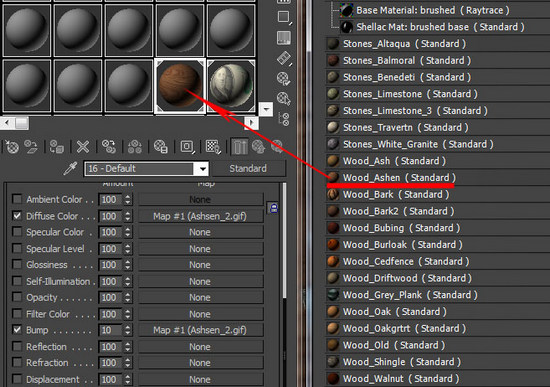 16 - Default
Standard
Amount Map
Ambient Color . . . 100 None
Diffuse Color . . . . 100 Map #1 (Ashsen_2.gif)
Specular Color . . 100 None
Specular Level . . 100 None
Glossiness . . . . . . 100 None
Self-Illumination . 100 None
Opacity . . . . . . . . 100 None
Filter Color . . . . . 100 None
Bump . . . . . . . 10 Map #1 (Ashsen_2.gif)
Reflection . . . . . . 100 None
Refraction . . . . . . 100 None
Displacement . . . 100 None
Base Material: brushed ( Raytrace )
Shellac Mat: brushed base ( Standard )
Stones_Altaqua ( Standard )
Stones_Balmoral ( Standard )
Stones_Benedeti ( Standard )
Stones_Limestone ( Standard )
Stones_Limestone_3 ( Standard )
Stones_Travertn ( Standard )
Stones_White_Granite ( Standard )
Wood_Ash ( Standard )
Wood_Ashen ( Standard )
Wood_Bark ( Standard )
Wood_Bark2 ( Standard )
Wood_Bubing ( Standard )
Wood_Burloak ( Standard )
Wood_Cedfence ( Standard )
Wood_Driftwood ( Standard )
Wood_Grey_Plank ( Standard )
Wood_Oak ( Standard )
Wood_Oakgrtrt ( Standard )
Wood_Old ( Standard )
Wood_Shingle ( Standard )
Wood_Walnut ( Standard )